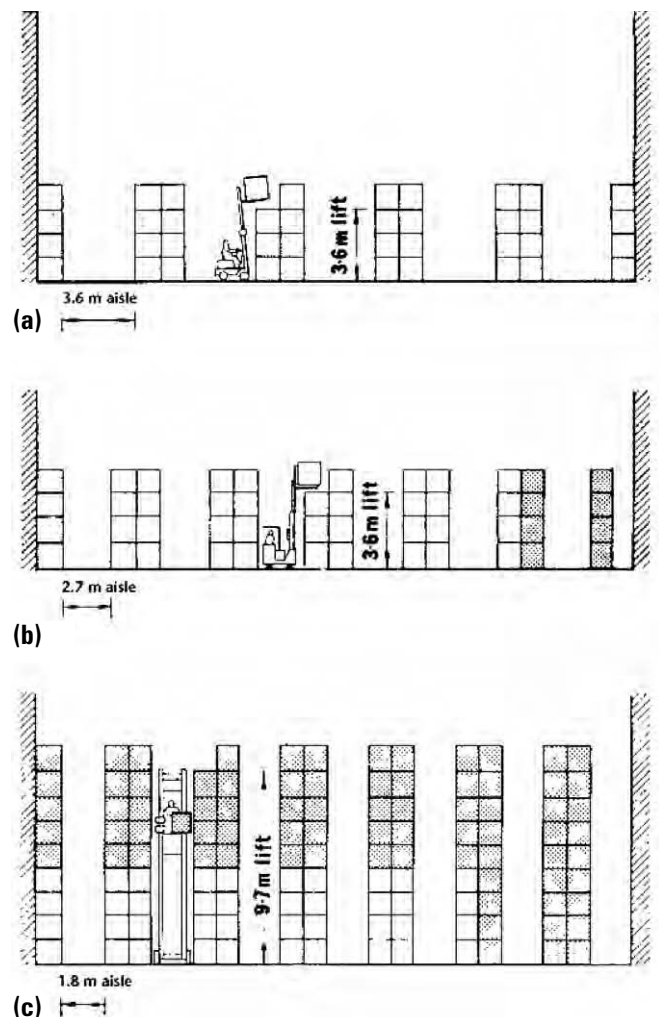 3·6m lift
3.6 m aisle
(a)
3·6m lift
2.7 m aisle
(b)
9·7m lift
1.8 m aisle
(c)